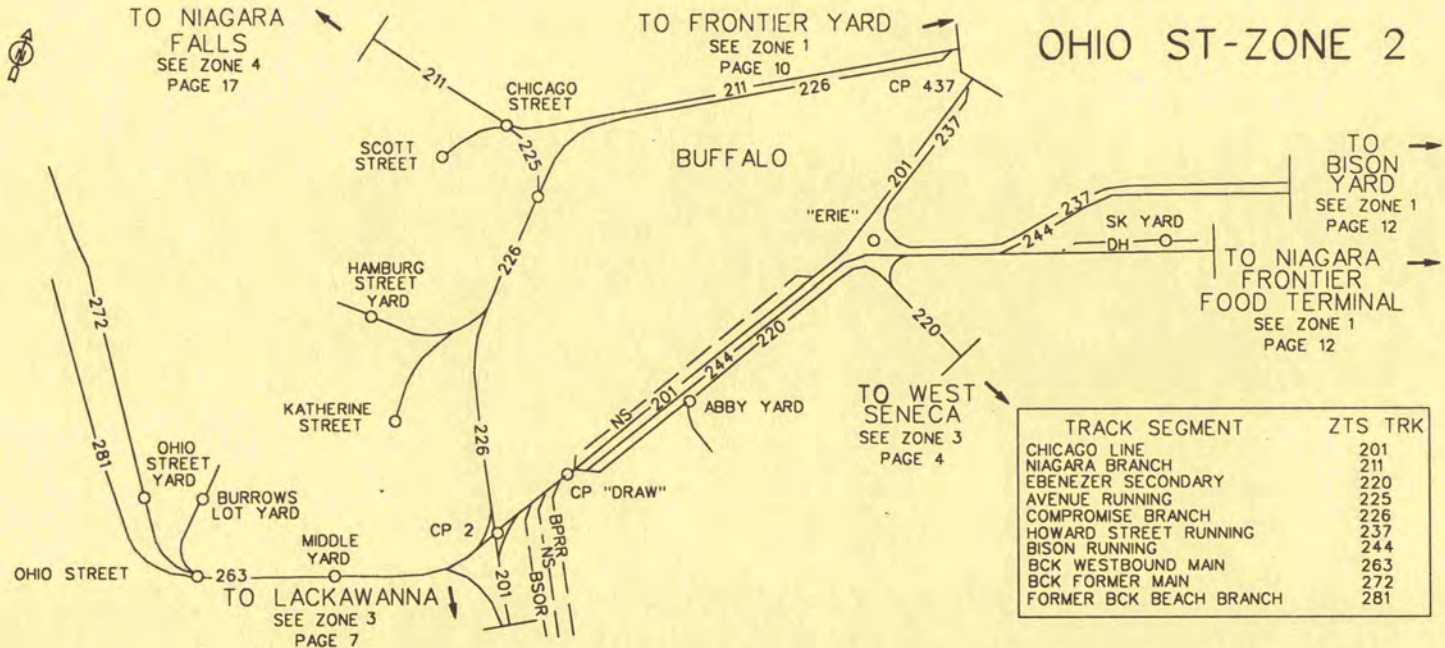 TO NIAGARA
FALLS
SEE ZONE 4
PAGE 17
TO FRONTIER YARD
SEE ZONE 1
PAGE 10
OHIO ST-ZONE 2
N
211
CHICAGO
STREET
211
226
CP 437
SCOTT
STREET
225
BUFFALO
201
237
TO
BISON
YARD
SEE ZONE 1
PAGE 12
"ERIE"
237
244
SK YARD
DH
226
TO NIAGARA
FRONTIER
FOOD TERMINAL
SEE ZONE 1
PAGE 12
HAMBURG
STREET
YARD
272
220
NS
201
244
220
ABBY YARD
TO WEST
SENECA
SEE ZONE 3
PAGE 4
KATHERINE
STREET
226
281
OHIO
STREET
YARD
BURROWS
LOT YARD
CP "DRAW"
CP 2
MIDDLE
YARD
BPRR
NS
BSOR
201
OHIO STREET
263
TO LACKAWANNA
SEE ZONE 3
PAGE 7
TRACK SEGMENT ZTS TRK
CHICAGO LINE 201
NIAGARA BRANCH 211
EBENEZER SECONDARY 220
AVENUE RUNNING 225
COMPROMISE BRANCH 226
HOWARD STREET RUNNING 237
BISON RUNNING 244
BCK WESTBOUND MAIN 263
BCK FORMER MAIN 272
FORMER BCK BEACH BRANCH 281